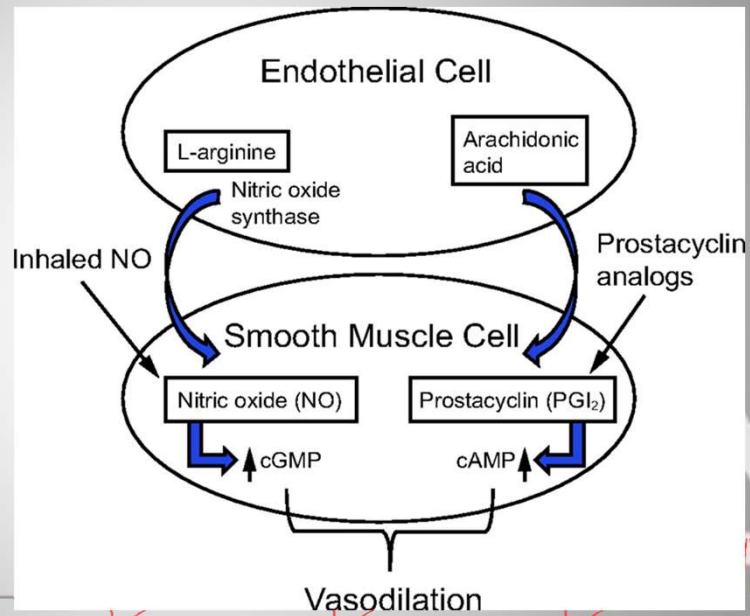 Endothelial Cell
L-arginine
Arachidonic
acid
Nitric oxide
synthase
Inhaled NO
Prostacyclin
analogs
Smooth Muscle Cell
Nitric oxide (NO)
Prostacyclin (PGI₂)
cGMP
cAMP
Vasodilation